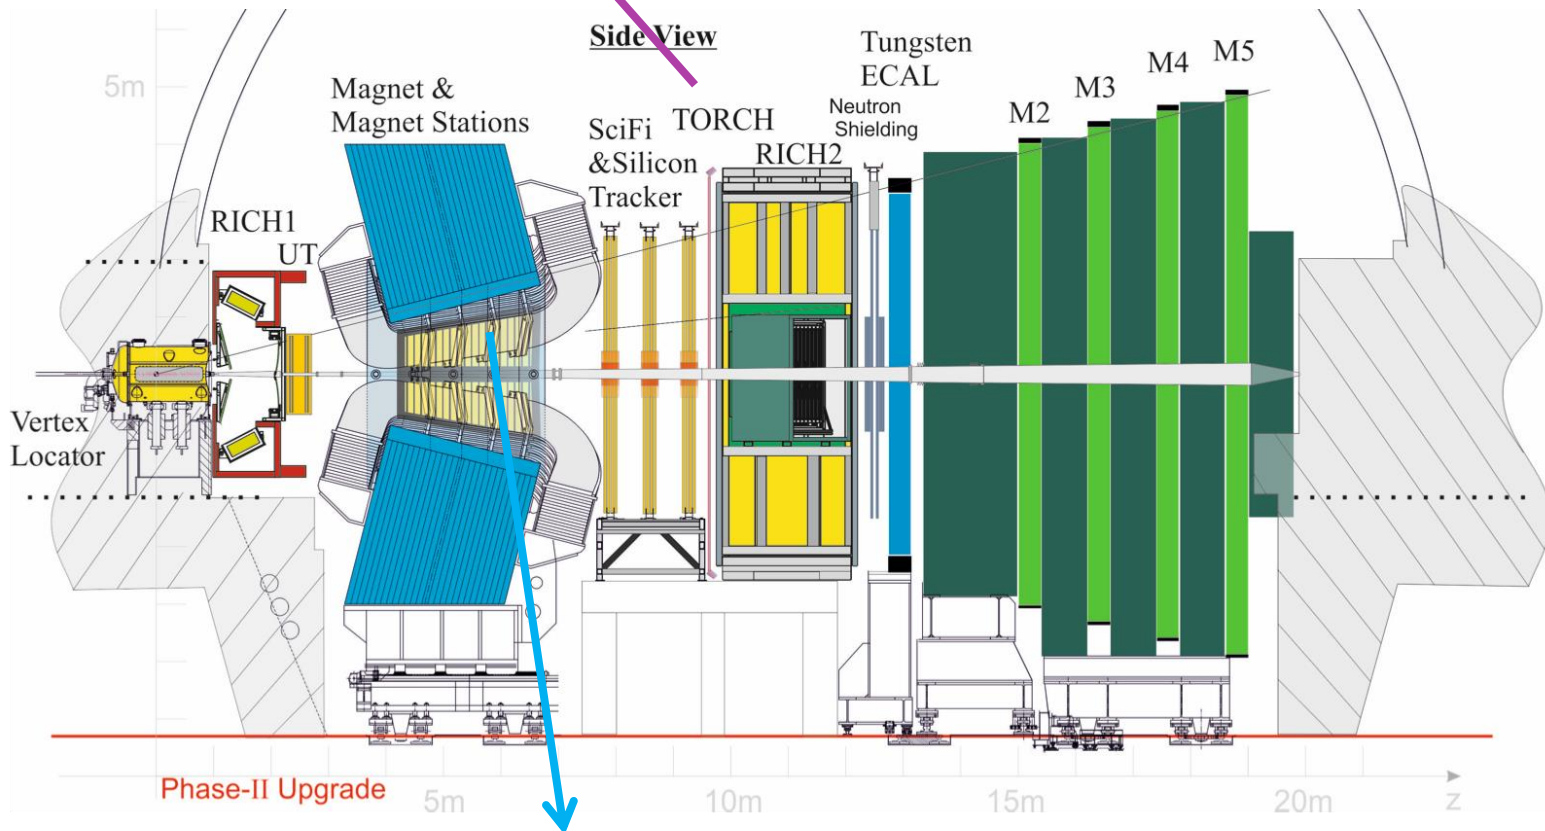 Side View
Tungsten
ECAL
M5
M4
M3
M2
5m
Magnet &
Magnet Stations
Neutron
Shielding
SciFi
&Silicon
Tracker
TORCH
RICH2
RICH1
UT
Vertex
Locator
Phase-II Upgrade
5m
10m
15m
20m
z